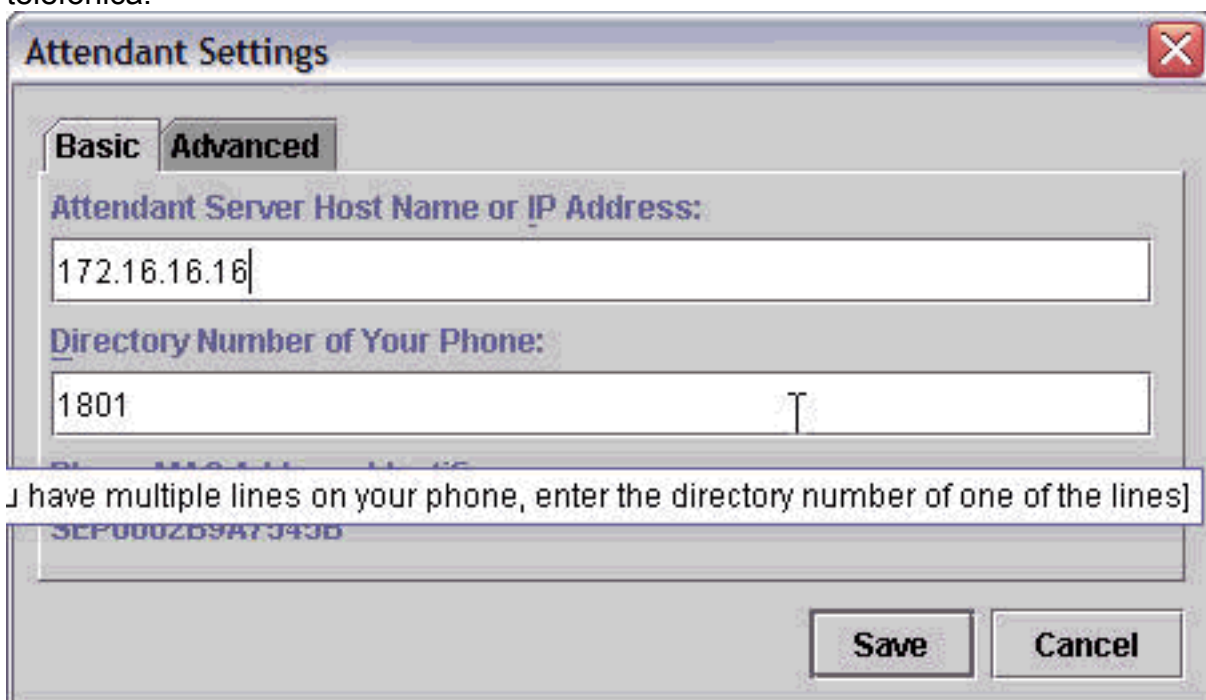 telefónica.
Attendant Settings
Basic Advanced
Attendant Server Host Name or IP Address:
172.16.16.16
Directory Number of Your Phone:
1801
have multiple lines on your phone, enter the directory number of one of the lines]
Save Cancel